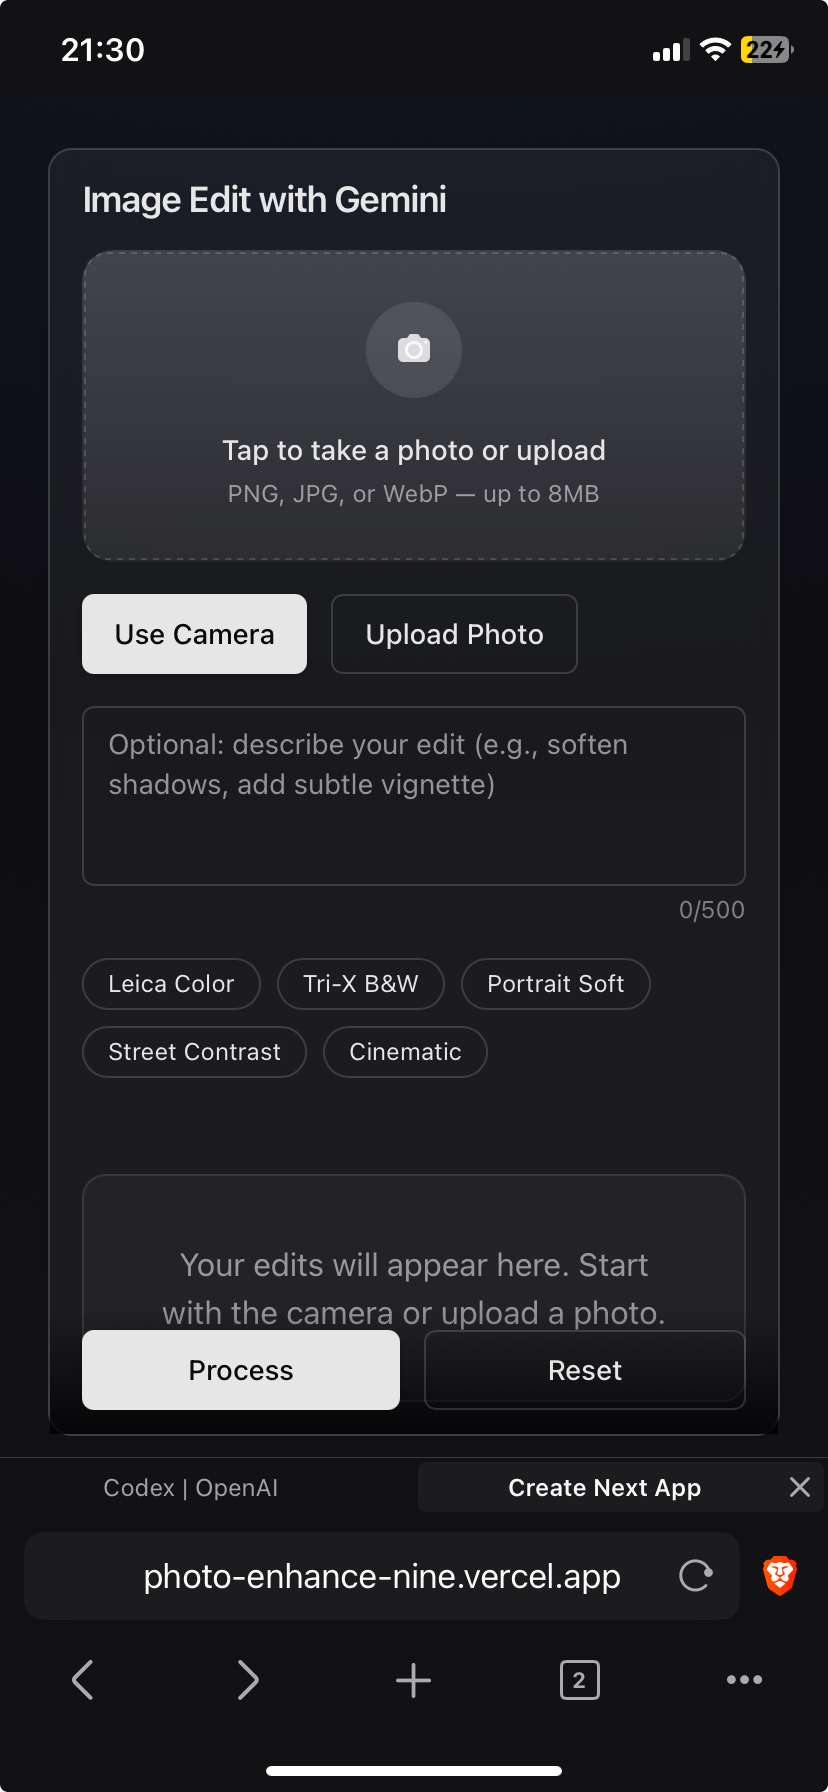 21:30
22
Image Edit with Gemini
Tap to take a photo or upload
PNG, JPG, or WebP — up to 8MB
Use Camera
Upload Photo
Optional: describe your edit (e.g., soften
shadows, add subtle vignette)
0/500
Leica Color
Tri-X B&W
Portrait Soft
Street Contrast
Cinematic
Your edits will appear here. Start
with the camera or upload a photo.
Process
Reset
Codex | OpenAI
Create Next App
photo-enhance-nine.vercel.app
2